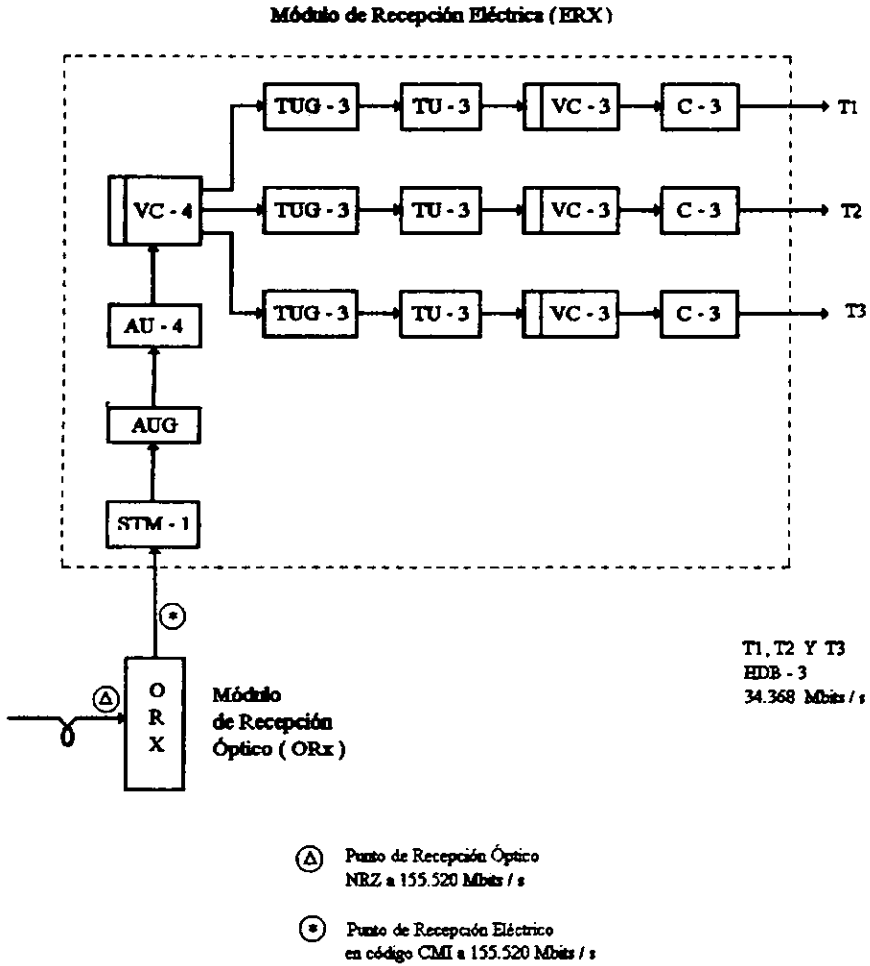 Módulo de Recepción Eléctrica ( ERX )
TUG - 3 TU - 3 VC - 3 C - 3 T1
VC - 4 TUG - 3 TU - 3 VC - 3 C - 3 T2
TUG - 3 TU - 3 VC - 3 C - 3 T3
AU - 4
AUG
STM - 1
*
T1, T2 Y T3
HDB - 3
34.368 Mbits / s
Δ
O
R
X
Módulo
de Recepción
Óptico ( ORx )
Δ Punto de Recepción Óptico
NRZ a 155.520 Mbits / s
* Punto de Recepción Eléctrico
en código CMI a 155.520 Mbits / s